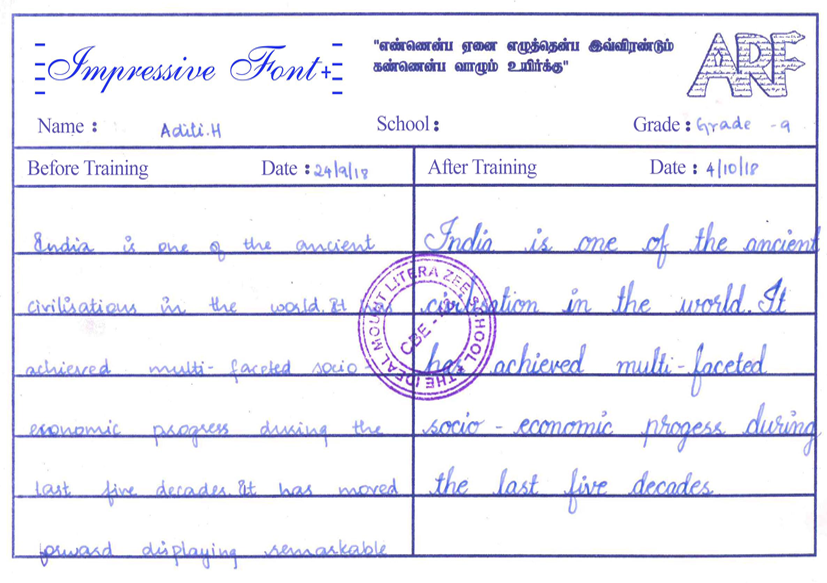 Impressive Font+
"எண்ணென்ப ஏனை எழுத்தென்ப இவ்விரண்டும்
கண்ணென்ப வாழும் உயிர்க்கு"
ARF
Name : Aditi.H School : Grade : Grade - 9
Before Training Date : 24/9/18
India is one of the ancient
civilisations in the world. It
achieved multi-faceted socio
economic progress during the
last five decades. It has moved
forward displaying remarkable
After Training Date : 4/10/18
India is one of the ancient
civilisation in the world. It
has achieved multi-faceted
socio - economic progess during
the last five decades
THE IDEAL MOUNT LITERA ZEE SCHOOL